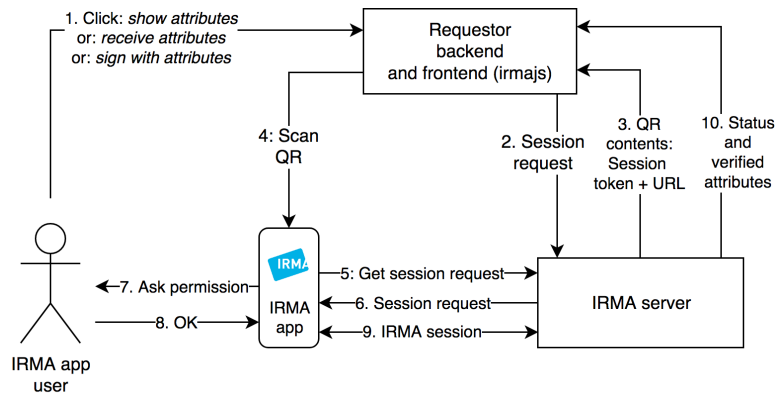 1. Click: show attributes
or: receive attributes
or: sign with attributes
Requestor
backend
and frontend (irmajs)
4: Scan
QR
2. Session
request
3. QR
contents:
Session
token + URL
10. Status
and
verified
attributes
IRMA
IRMA
app
7. Ask permission
8. OK
5: Get session request
6. Session request
9. IRMA session
IRMA server
IRMA app
user